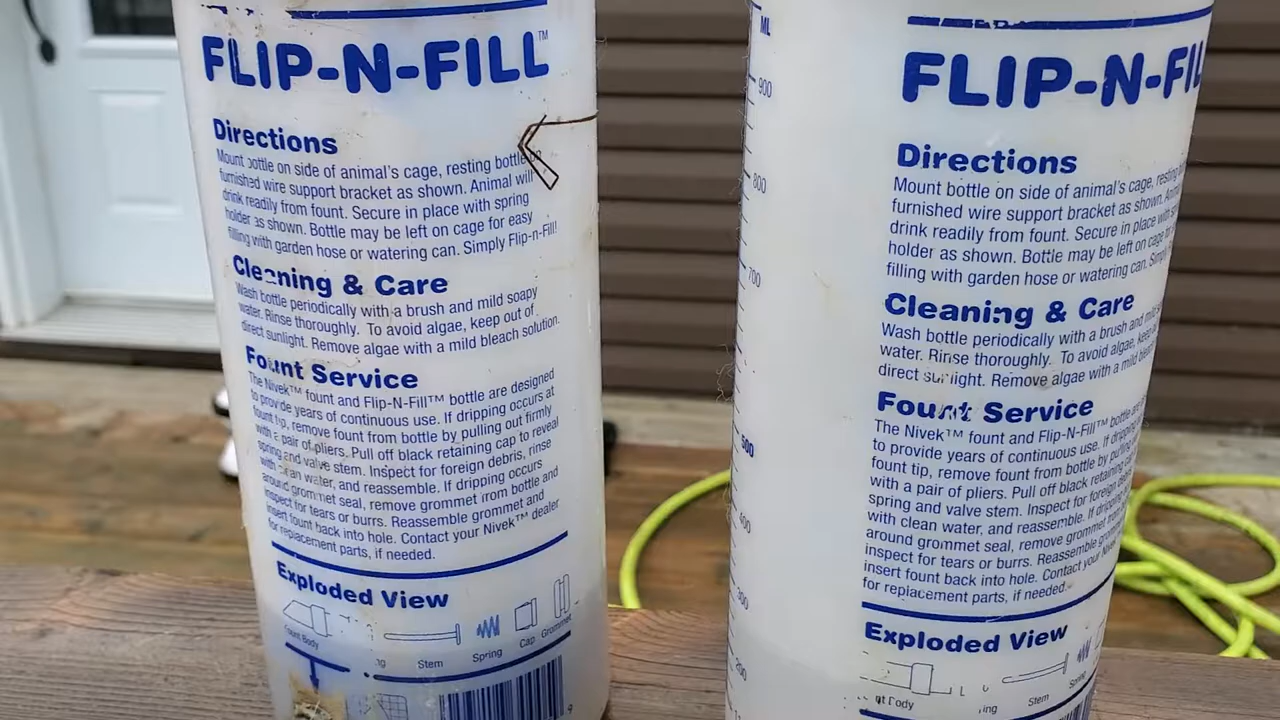 FLIP-N-FILL™
Directions
Mount bottle on side of animal's cage, resting bottle on
furnished wire support bracket as shown. Animal will
drink readily from fount. Secure in place with spring
holder as shown. Bottle may be left on cage for easy
filling with garden hose or watering can. Simply Flip-n-Fill!
Cleaning & Care
Wash bottle periodically with a brush and mild soapy
water. Rinse thoroughly. To avoid algae, keep out of
direct sunlight. Remove algae with a mild bleach solution.
Fount Service
The Nivek™ fount and Flip-N-Fill™ bottle are designed
to provide years of continuous use. If dripping occurs at
fount tip, remove fount from bottle by pulling out firmly
with a pair of pliers. Pull off black retaining cap to reveal
spring and valve stem. Inspect for foreign debris, rinse
with clean water, and reassemble. If dripping occurs
around grommet seal, remove grommet from bottle and
inspect for tears or burrs. Reassemble grommet and
insert fount back into hole. Contact your Nivek™ dealer
for replacement parts, if needed.
Exploded View
Fount Body
ng Stem Spring Cap Grommet
9
ML
900
800
700
500
400
300
200
FLIP-N-FIL
Directions
Mount bottle on side of animal's cage, resting
furnished wire support bracket as shown. Anim
drink readily from fount. Secure in place with
holder as shown. Bottle may be left on cage
filling with garden hose or watering can. Simply
Cleaning & Care
Wash bottle periodically with a brush and
water. Rinse thoroughly. To avoid algae,
direct sunlight. Remove algae with a mild
Fount Service
The Nivek™ fount and Flip-N-Fill™ bottle
to provide years of continuous use. If dripping
fount tip, remove fount from bottle by
with a pair of pliers. Pull off black retaining
spring and valve stem. Inspect for foreign
with clean water, and reassemble. If
around grommet seal, remove grommet
inspect for tears or burrs. Reassemble
insert fount back into hole. Contact your
for replacement parts, if needed.
Exploded View
nt Body ing Stem Spring